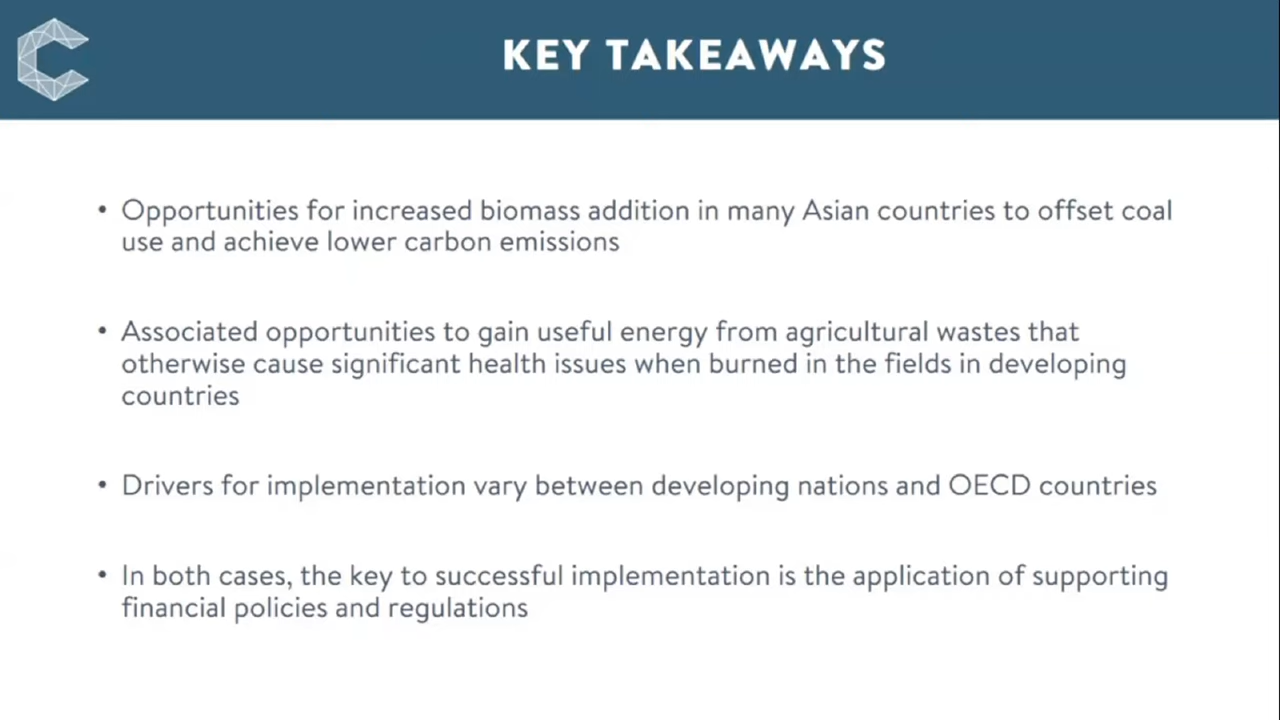 KEY TAKEAWAYS
• Opportunities for increased biomass addition in many Asian countries to offset coal
use and achieve lower carbon emissions
• Associated opportunities to gain useful energy from agricultural wastes that
otherwise cause significant health issues when burned in the fields in developing
countries
• Drivers for implementation vary between developing nations and OECD countries
• In both cases, the key to successful implementation is the application of supporting
financial policies and regulations